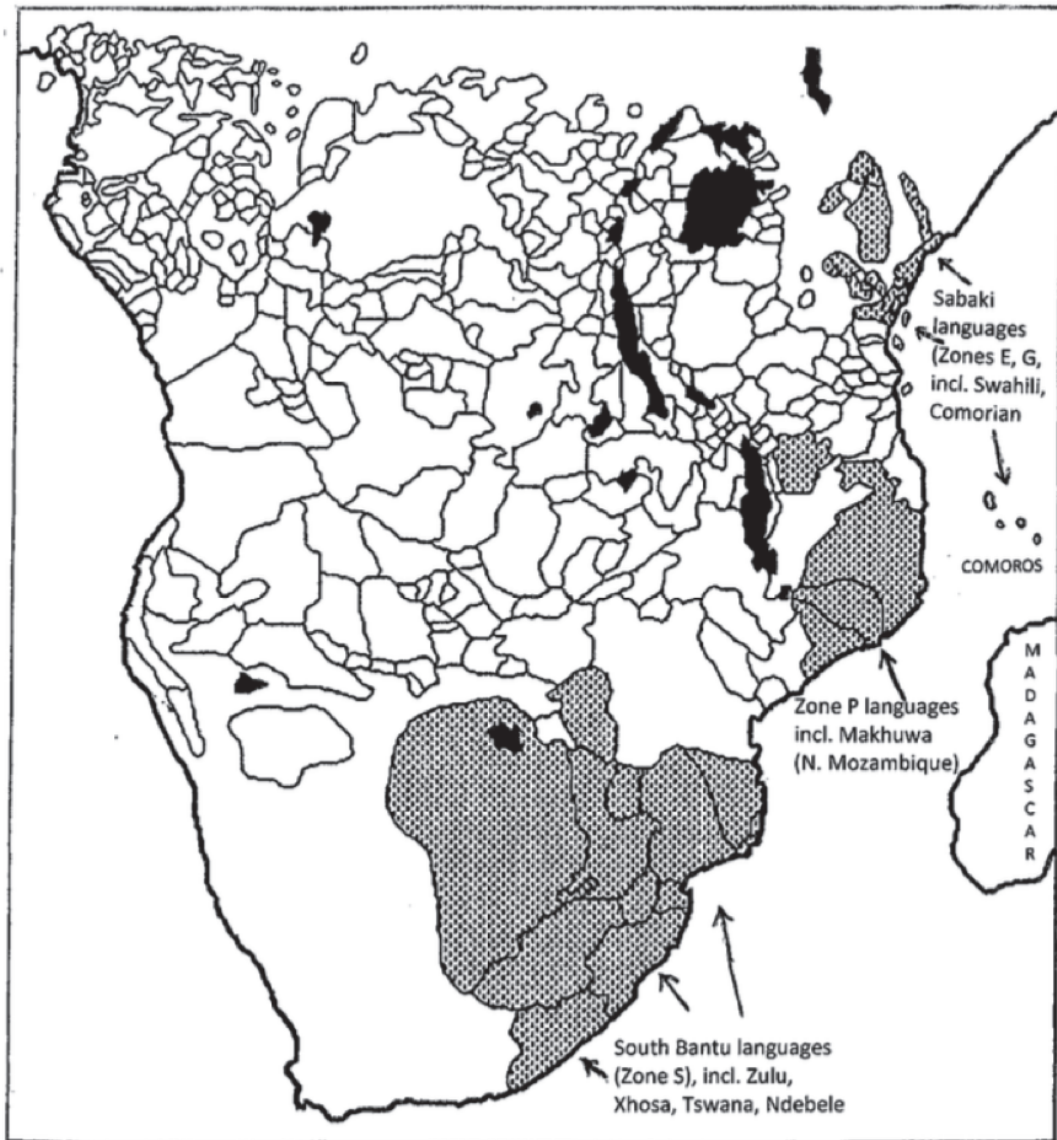 Sabaki
languages
(Zones E, G,
incl. Swahili,
Comorian
COMOROS
MADAGASCAR
Zone P languages
incl. Makhuwa
(N. Mozambique)
South Bantu languages
(Zone S), incl. Zulu,
Xhosa, Tswana, Ndebele